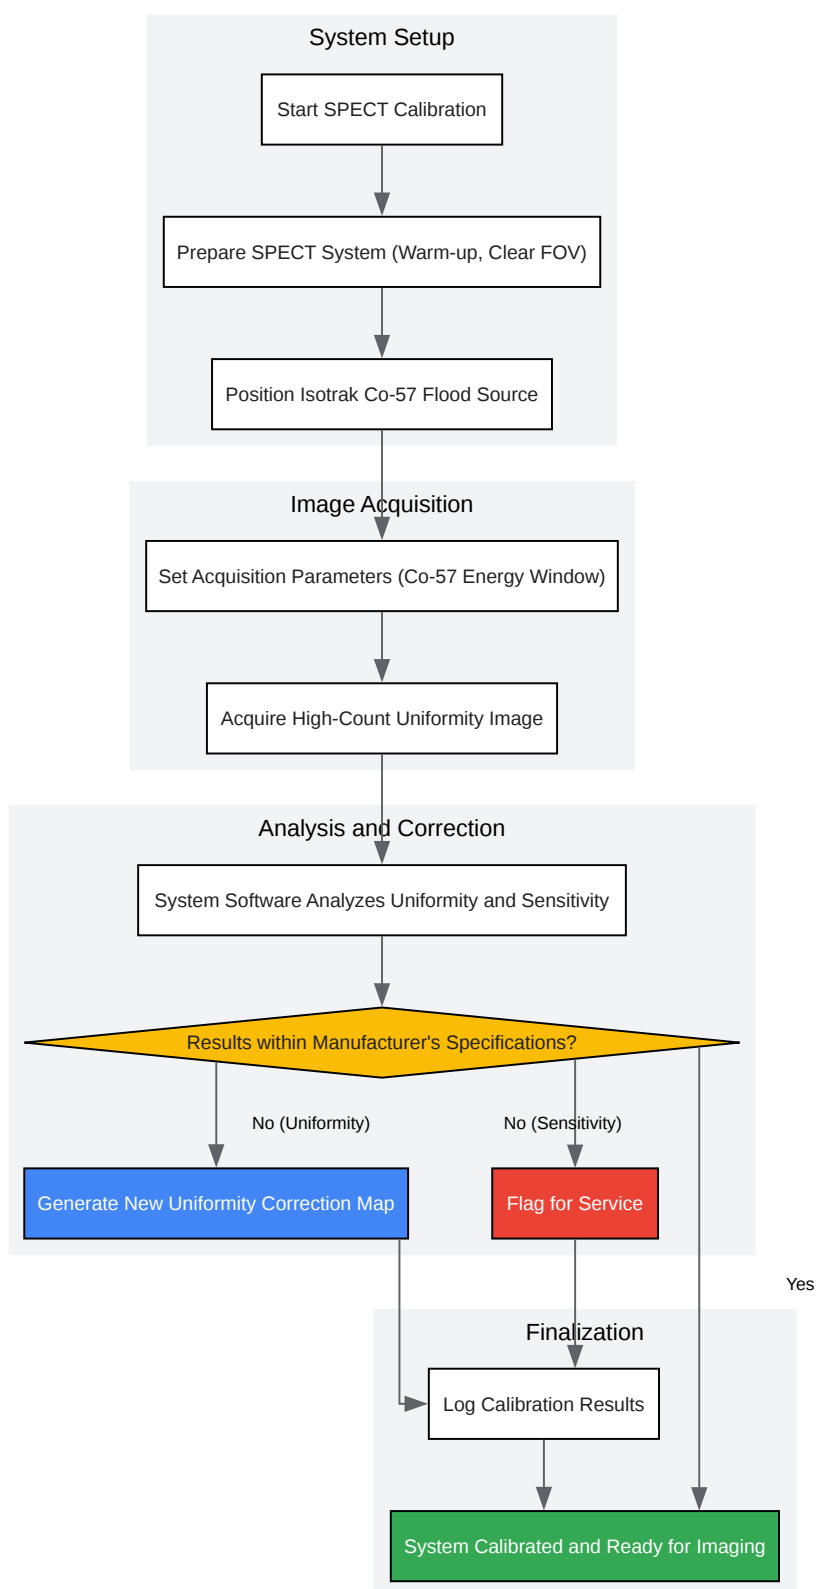 System Setup
Start SPECT Calibration
Prepare SPECT System (Warm-up, Clear FOV)
Position Isotrak Co-57 Flood Source
Image Acquisition
Set Acquisition Parameters (Co-57 Energy Window)
Acquire High-Count Uniformity Image
Analysis and Correction
System Software Analyzes Uniformity and Sensitivity
Results within Manufacturer's Specifications?
No (Uniformity)
No (Sensitivity)
Generate New Uniformity Correction Map
Flag for Service
Yes
Finalization
Log Calibration Results
System Calibrated and Ready for Imaging